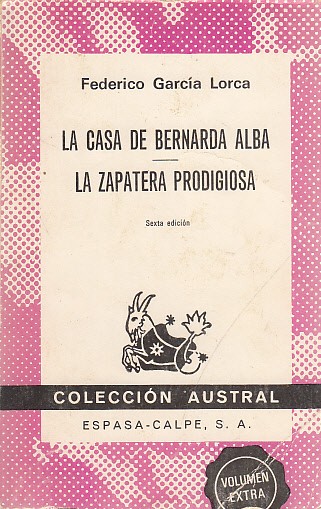 Federico García Lorca
LA CASA DE BERNARDA ALBA
LA ZAPATERA PRODIGIOSA
Sexta edición
COLECCIÓN AUSTRAL
ESPASA-CALPE, S. A.
VOLUMEN
EXTRA